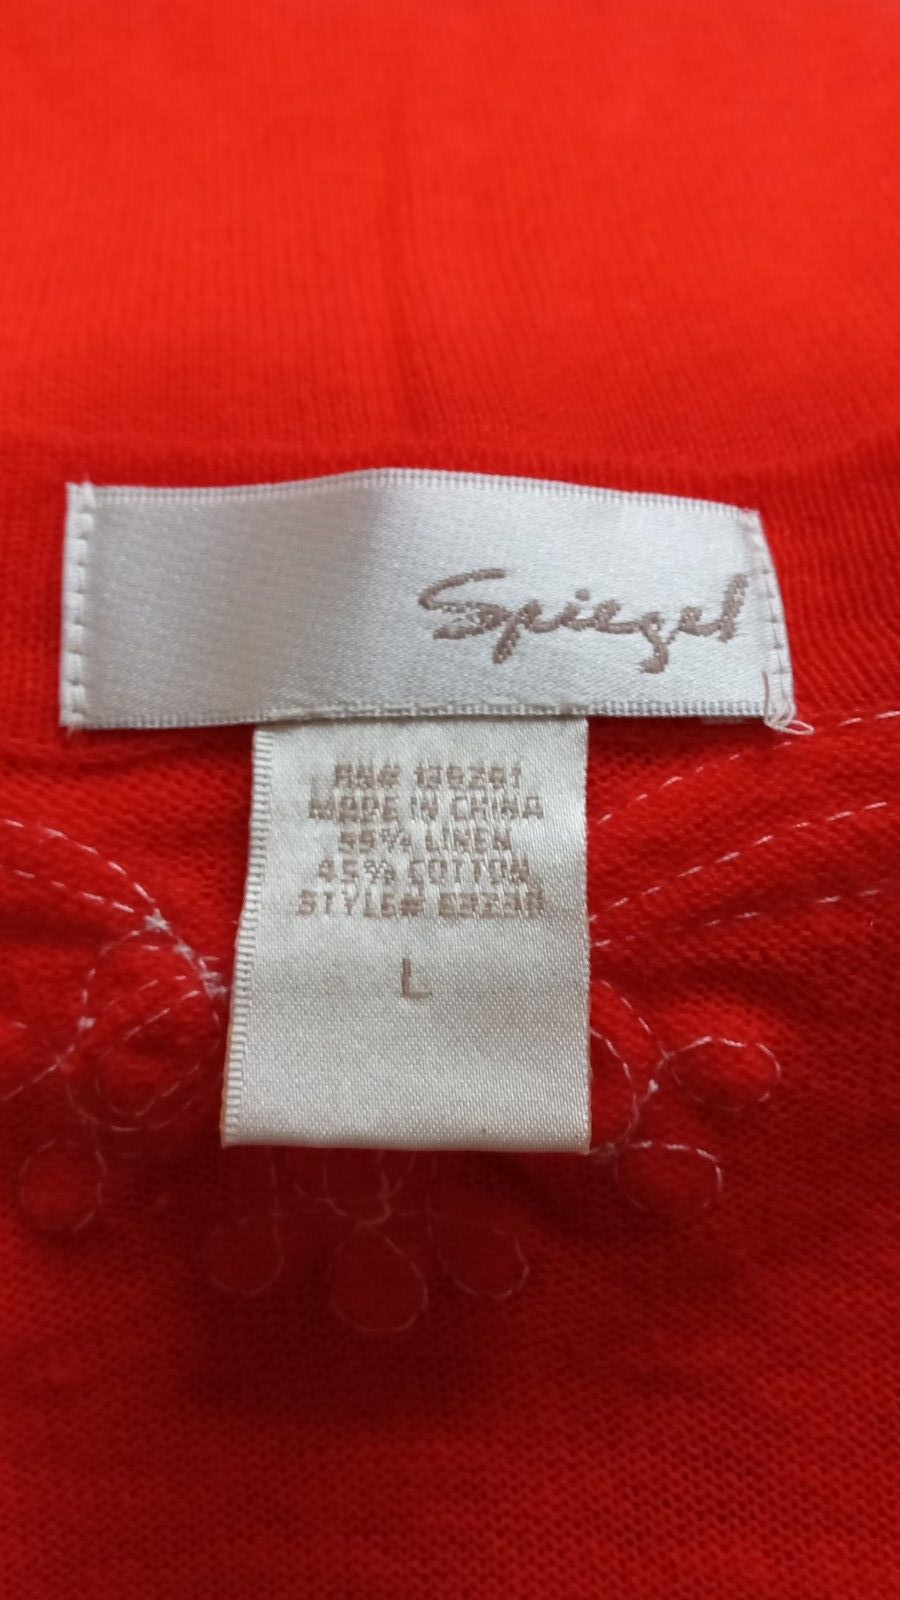 Spiegel
RN#
MADE IN CHINA
55% LINEN
45% COTTON
STYLE#
L